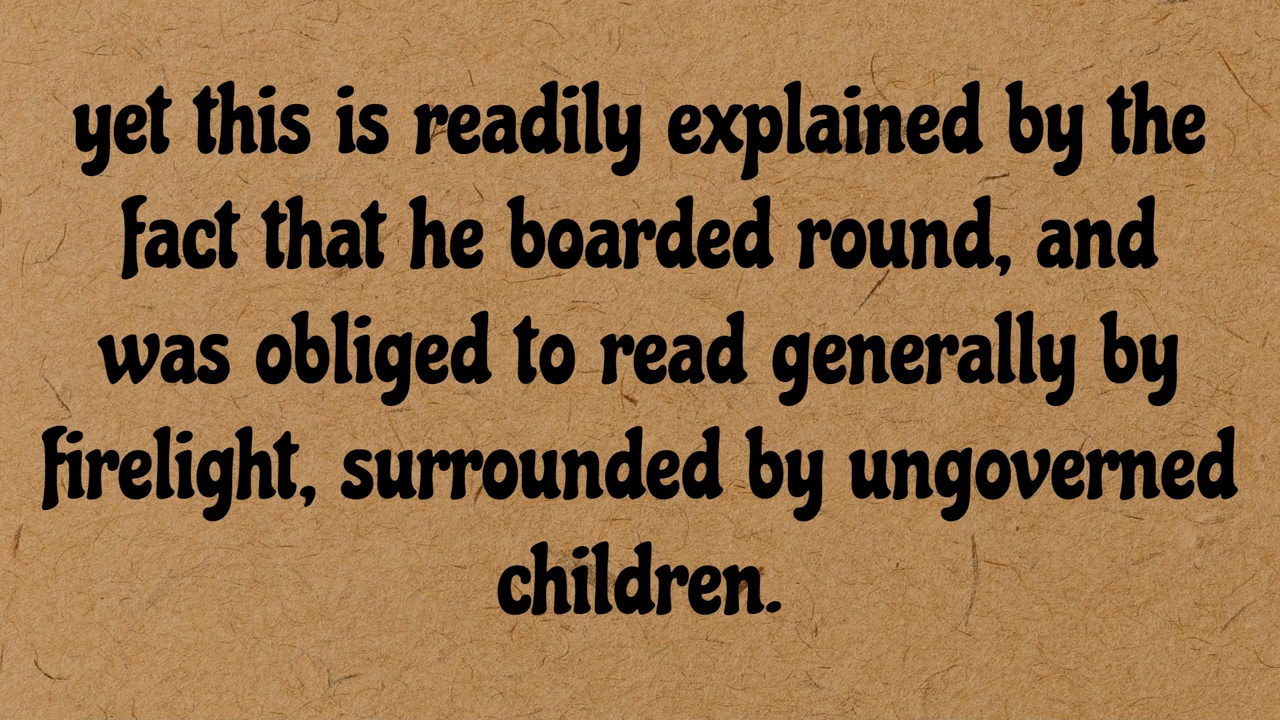 yet this is readily explained by the
fact that he boarded round, and
was obliged to read generally by
firelight, surrounded by ungoverned
children.